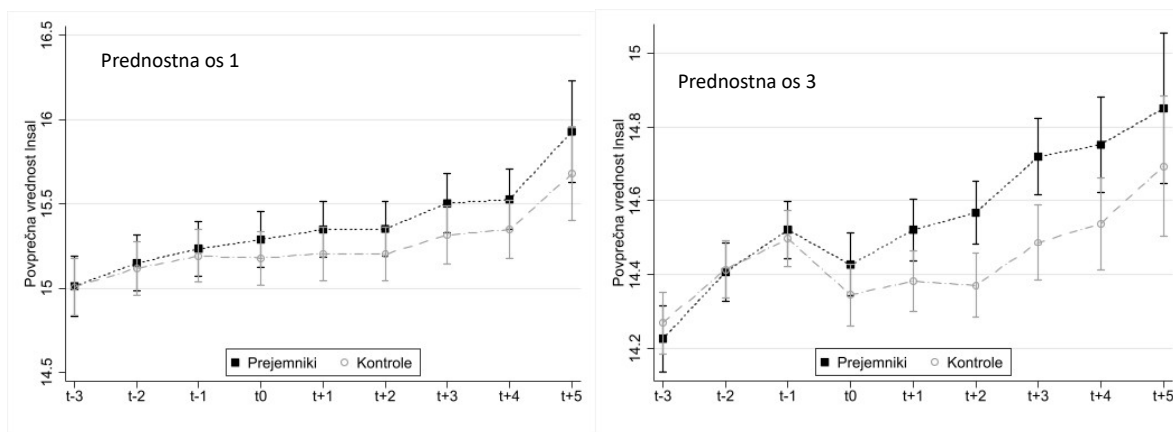 Prednostna os 1
Povprečna vrednost lnsal
16.5
16
15.5
15
14.5
Prejemniki
Kontrole
t-3 t-2 t-1 t0 t+1 t+2 t+3 t+4 t+5
Prednostna os 3
Povprečna vrednost lnsal
15
14.8
14.6
14.4
14.2
Prejemniki
Kontrole
t-3 t-2 t-1 t0 t+1 t+2 t+3 t+4 t+5